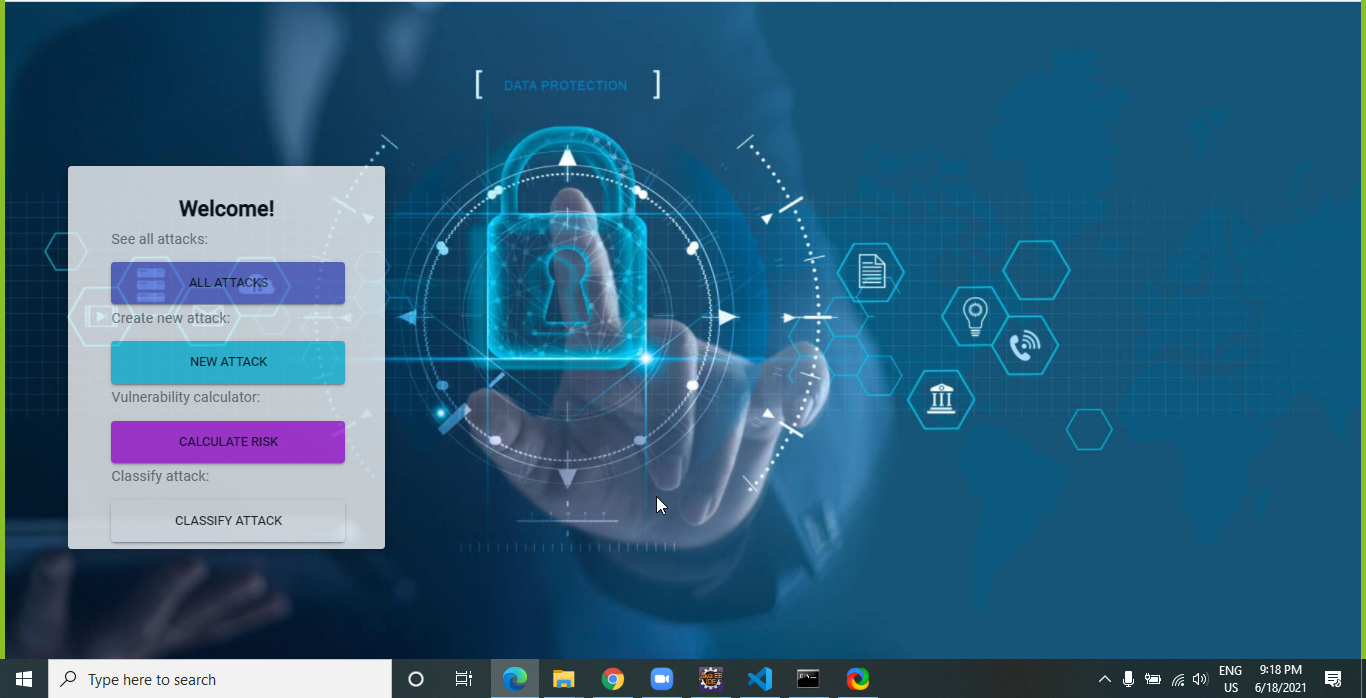 [ DATA PROTECTION ]
Welcome!
See all attacks:
ALL ATTACKS
Create new attack:
NEW ATTACK
Vulnerability calculator:
CALCULATE RISK
Classify attack:
CLASSIFY ATTACK
Type here to search
ENG
US
9:18 PM
6/18/2021